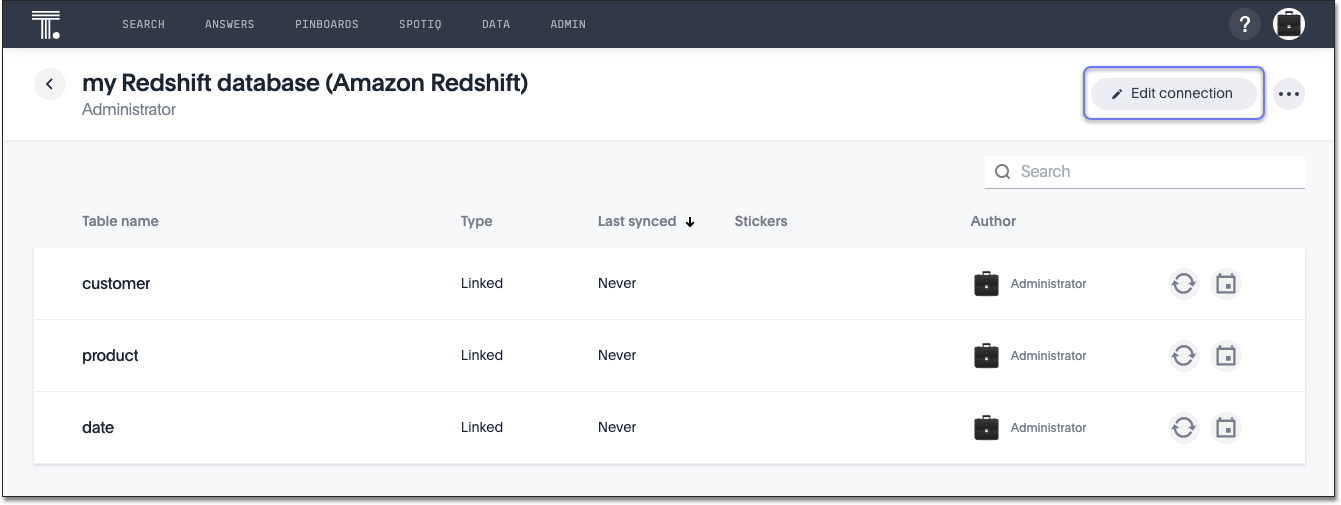 SEARCH ANSWERS PINBOARDS SPOTIQ DATA ADMIN ?
my Redshift database (Amazon Redshift)
Administrator
Edit connection
Search
Table name Type Last synced Stickers Author
customer Linked Never Administrator
product Linked Never Administrator
date Linked Never Administrator